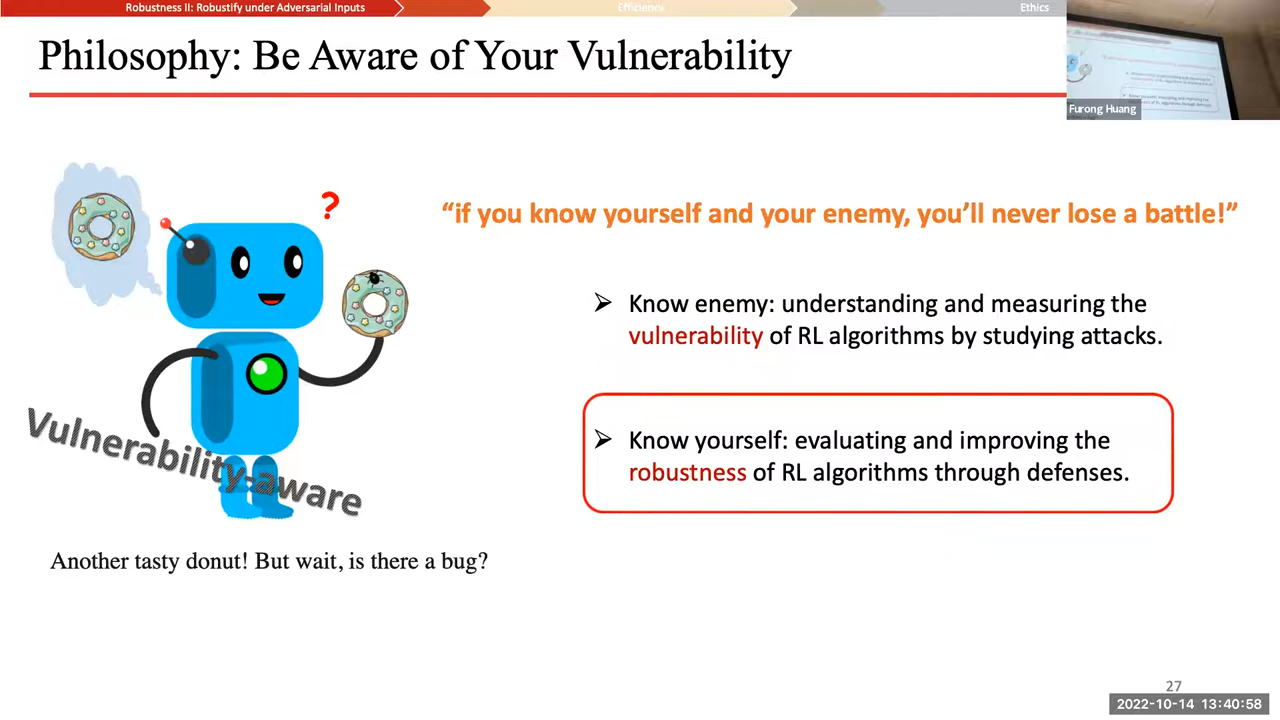 Robustness II: Robustify under Adversarial Inputs
Efficiency
Ethics
Philosophy: Be Aware of Your Vulnerability
Furong Huang
?
“if you know yourself and your enemy, you’ll never lose a battle!”
➢ Know enemy: understanding and measuring the
vulnerability of RL algorithms by studying attacks.
➢ Know yourself: evaluating and improving the
robustness of RL algorithms through defenses.
Vulnerability-aware
Another tasty donut! But wait, is there a bug?
27
2022-10-14 13:40:58